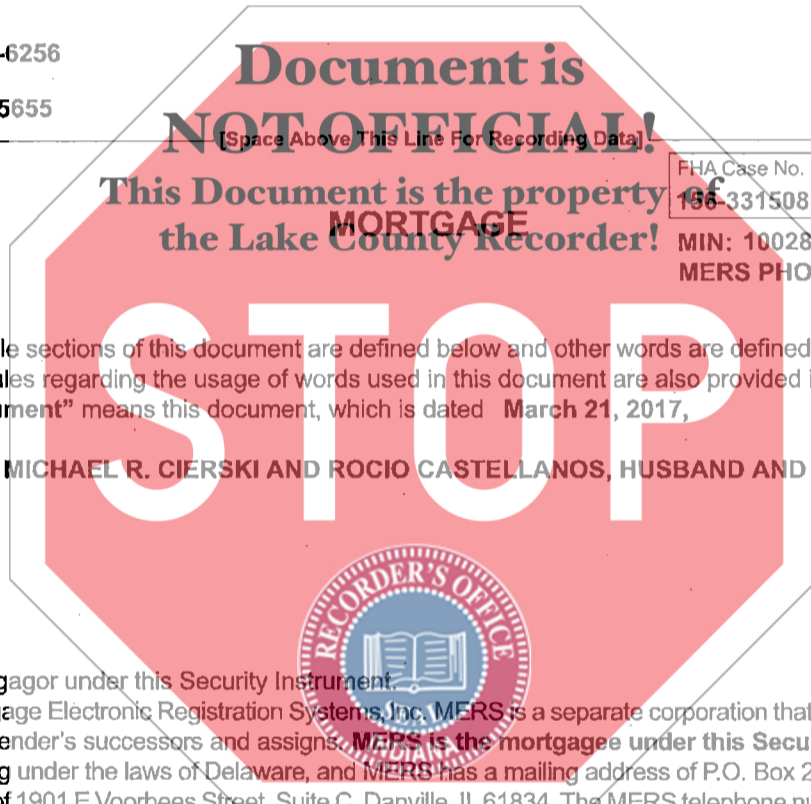 -6256
5655
Document is
NOT OFFICIAL!
[Space Above This Line For Recording Data]
This Document is the property of
the Lake County Recorder!
MORTGAGE
FHA Case No.
156-331508
MIN: 10028
MERS PHO
le sections of this document are defined below and other words are defined
les regarding the usage of words used in this document are also provided i
ument” means this document, which is dated March 21, 2017,
MICHAEL R. CIERSKI AND ROCIO CASTELLANOS, HUSBAND AND
STOP
RECORDER'S OFFICE
SEAL
INDIANA
gagor under this Security Instrument.
age Electronic Registration Systems, Inc. MERS is a separate corporation that
ender's successors and assigns. MERS is the mortgagee under this Secu
g under the laws of Delaware, and MERS has a mailing address of P.O. Box 2
of 1901 E Voorhees Street, Suite C, Danville, IL 61834. The MERS telephone